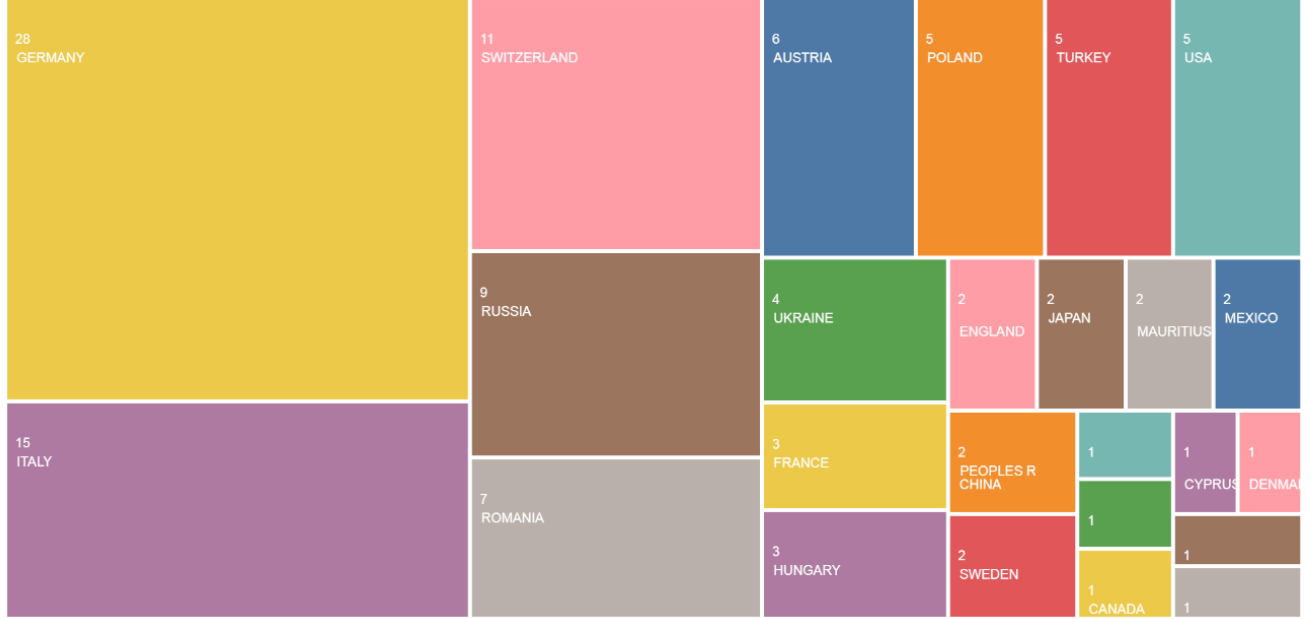 28
GERMANY
15
ITALY
11
SWITZERLAND
9
RUSSIA
7
ROMANIA
6
AUSTRIA
5
POLAND
5
TURKEY
5
USA
4
UKRAINE
3
FRANCE
3
HUNGARY
2
ENGLAND
2
JAPAN
2
MAURITIUS
2
MEXICO
2
PEOPLES R
CHINA
2
SWEDEN
1
1
1
CANADA
1
CYPRUS
1
DENMA
1
1